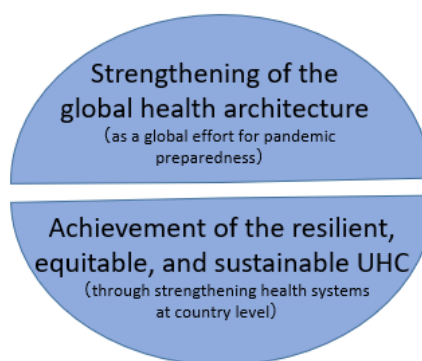 Strengthening of the
global health architecture
（as a global effort for pandemic
preparedness）
Achievement of the resilient,
equitable, and sustainable UHC
（through strengthening health systems
at country level）